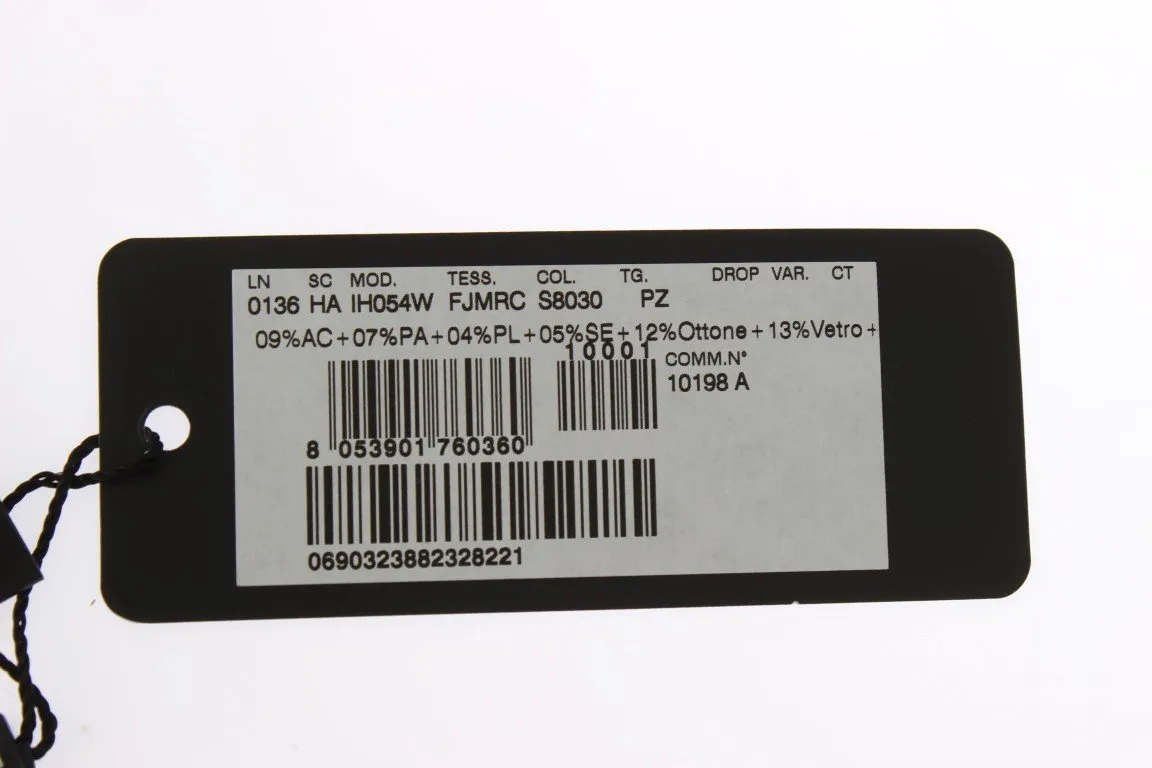 LN SC MOD. TESS. COL. TG. DROP VAR. CT
0136 HA IH054W FJMRC S8030 PZ
09%AC+07%PA+04%PL+05%SE+12%Ottone+13%Vetro+
10001 COMM.N°
10198 A
8 053901 760360
0690323882328221